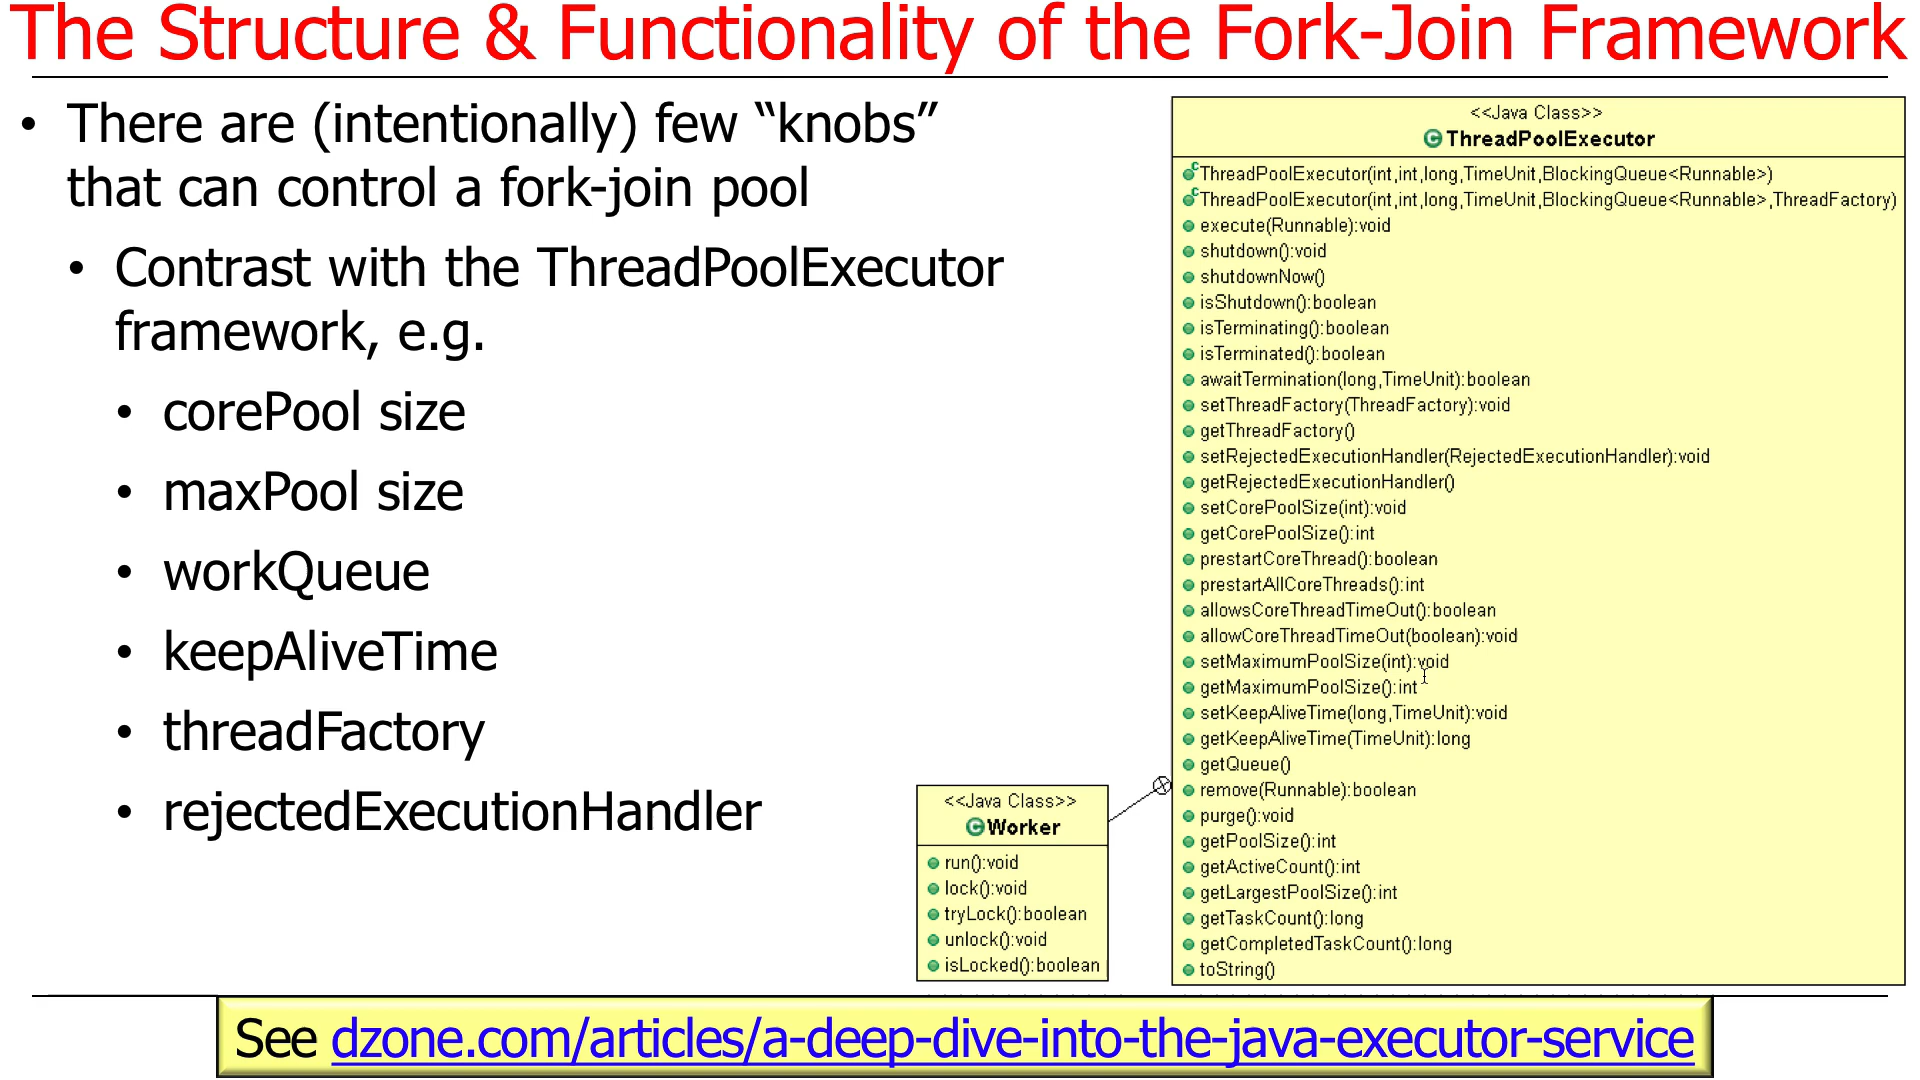 The Structure & Functionality of the Fork-Join Framework
• There are (intentionally) few “knobs”
that can control a fork-join pool
• Contrast with the ThreadPoolExecutor
framework, e.g.
• corePool size
• maxPool size
• workQueue
• keepAliveTime
• threadFactory
• rejectedExecutionHandler
<<Java Class>>
Worker
run():void
lock():void
tryLock():boolean
unlock():void
isLocked():boolean
<<Java Class>>
ThreadPoolExecutor
ThreadPoolExecutor(int,int,long,TimeUnit,BlockingQueue<Runnable>)
ThreadPoolExecutor(int,int,long,TimeUnit,BlockingQueue<Runnable>,ThreadFactory)
execute(Runnable):void
shutdown():void
shutdownNow()
isShutdown():boolean
isTerminating():boolean
isTerminated():boolean
awaitTermination(long,TimeUnit):boolean
setThreadFactory(ThreadFactory):void
getThreadFactory()
setRejectedExecutionHandler(RejectedExecutionHandler):void
getRejectedExecutionHandler()
setCorePoolSize(int):void
getCorePoolSize():int
prestartCoreThread():boolean
prestartAllCoreThreads():int
allowsCoreThreadTimeOut():boolean
allowCoreThreadTimeOut(boolean):void
setMaximumPoolSize(int):void
getMaximumPoolSize():int
setKeepAliveTime(long,TimeUnit):void
getKeepAliveTime(TimeUnit):long
getQueue()
remove(Runnable):boolean
purge():void
getPoolSize():int
getActiveCount():int
getLargestPoolSize():int
getTaskCount():long
getCompletedTaskCount():long
toString()
See dzone.com/articles/a-deep-dive-into-the-java-executor-service